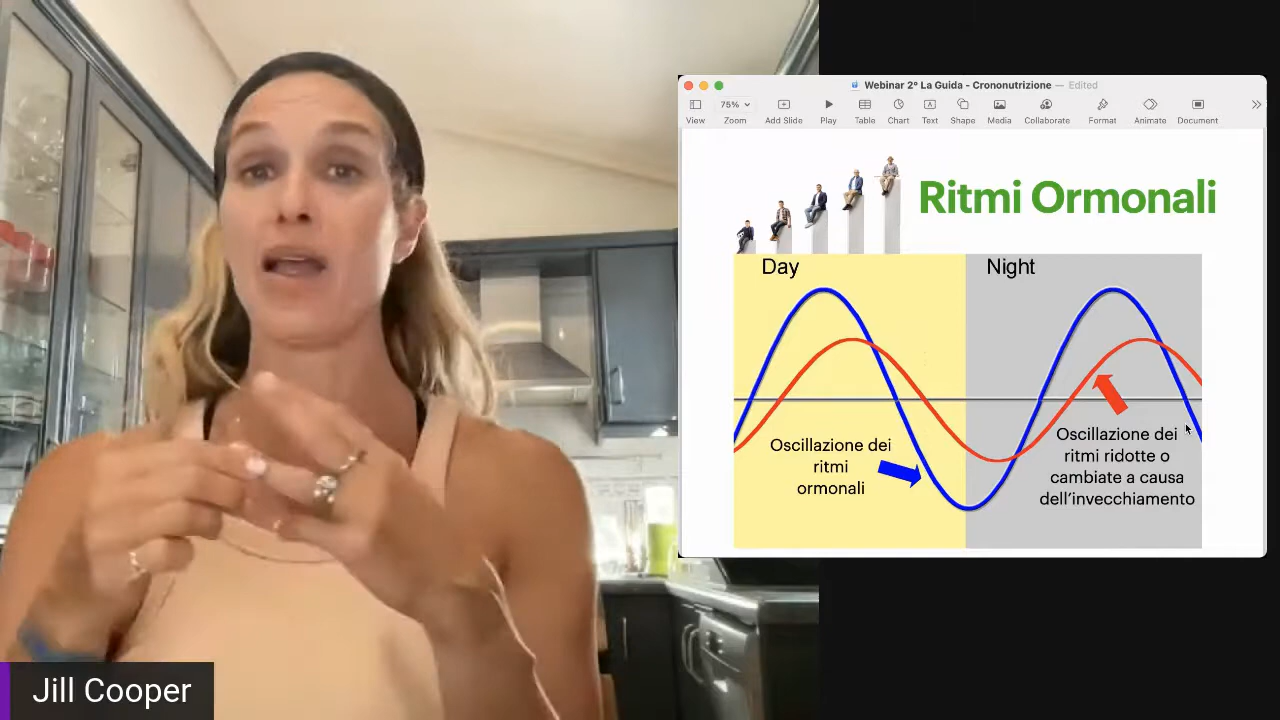 Webinar 2° La Guida - Crononutrizione — Edited
75%
View Zoom Add Slide Play Table Chart Text Shape Media Collaborate Format Animate Document
Ritmi Ormonali
Day
Night
Oscillazione dei
ritmi
ormonali
Oscillazione dei
ritmi ridotte o
cambiate a causa
dell'invecchiamento
Jill Cooper